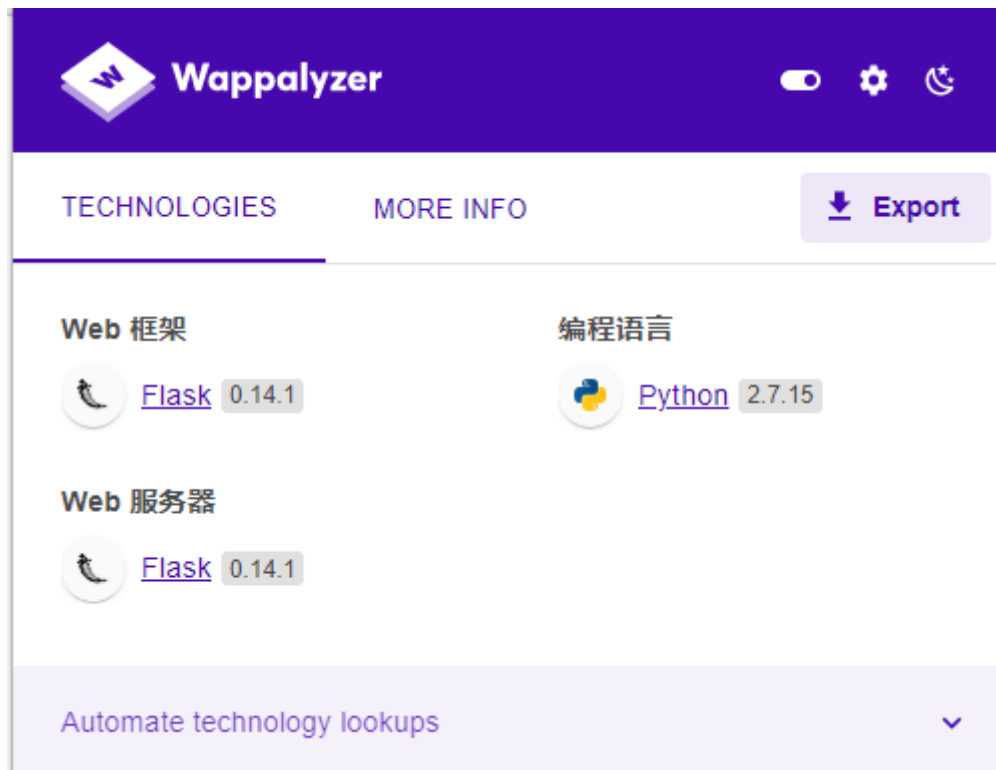 Wappalyzer
TECHNOLOGIES MORE INFO Export
Web 框架 编程语言
Flask 0.14.1 Python 2.7.15
Web 服务器
Flask 0.14.1
Automate technology lookups